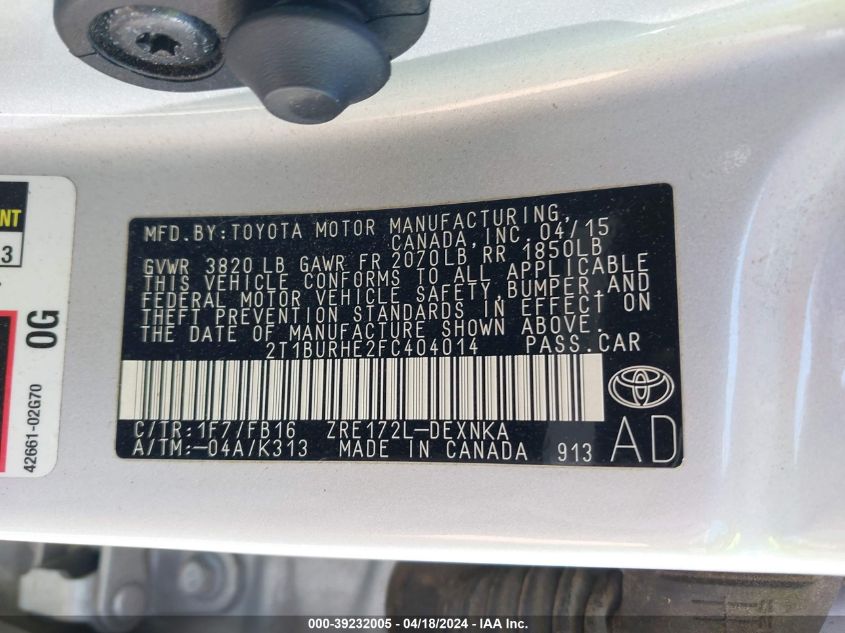 MFD. BY: TOYOTA MOTOR MANUFACTURING,
CANADA, INC. 04/15
GVWR 3820 LB GAWR FR 2070LB RR 1850LB
THIS VEHICLE CONFORMS TO ALL APPLICABLE
FEDERAL MOTOR VEHICLE SAFETY, BUMPER, AND
THEFT PREVENTION STANDARDS IN EFFECT ON
THE DATE OF MANUFACTURE SHOWN ABOVE.
2T1BURHE2FC404014 PASS. CAR
C/TR: 1F7/FB16 ZRE172L-DEXNKA
A/TM: -04A/K313 MADE IN CANADA 913
AD
NT
3
0G
42661-02G70
000-39232005 / 04/18/2024 - © IAA Inc.